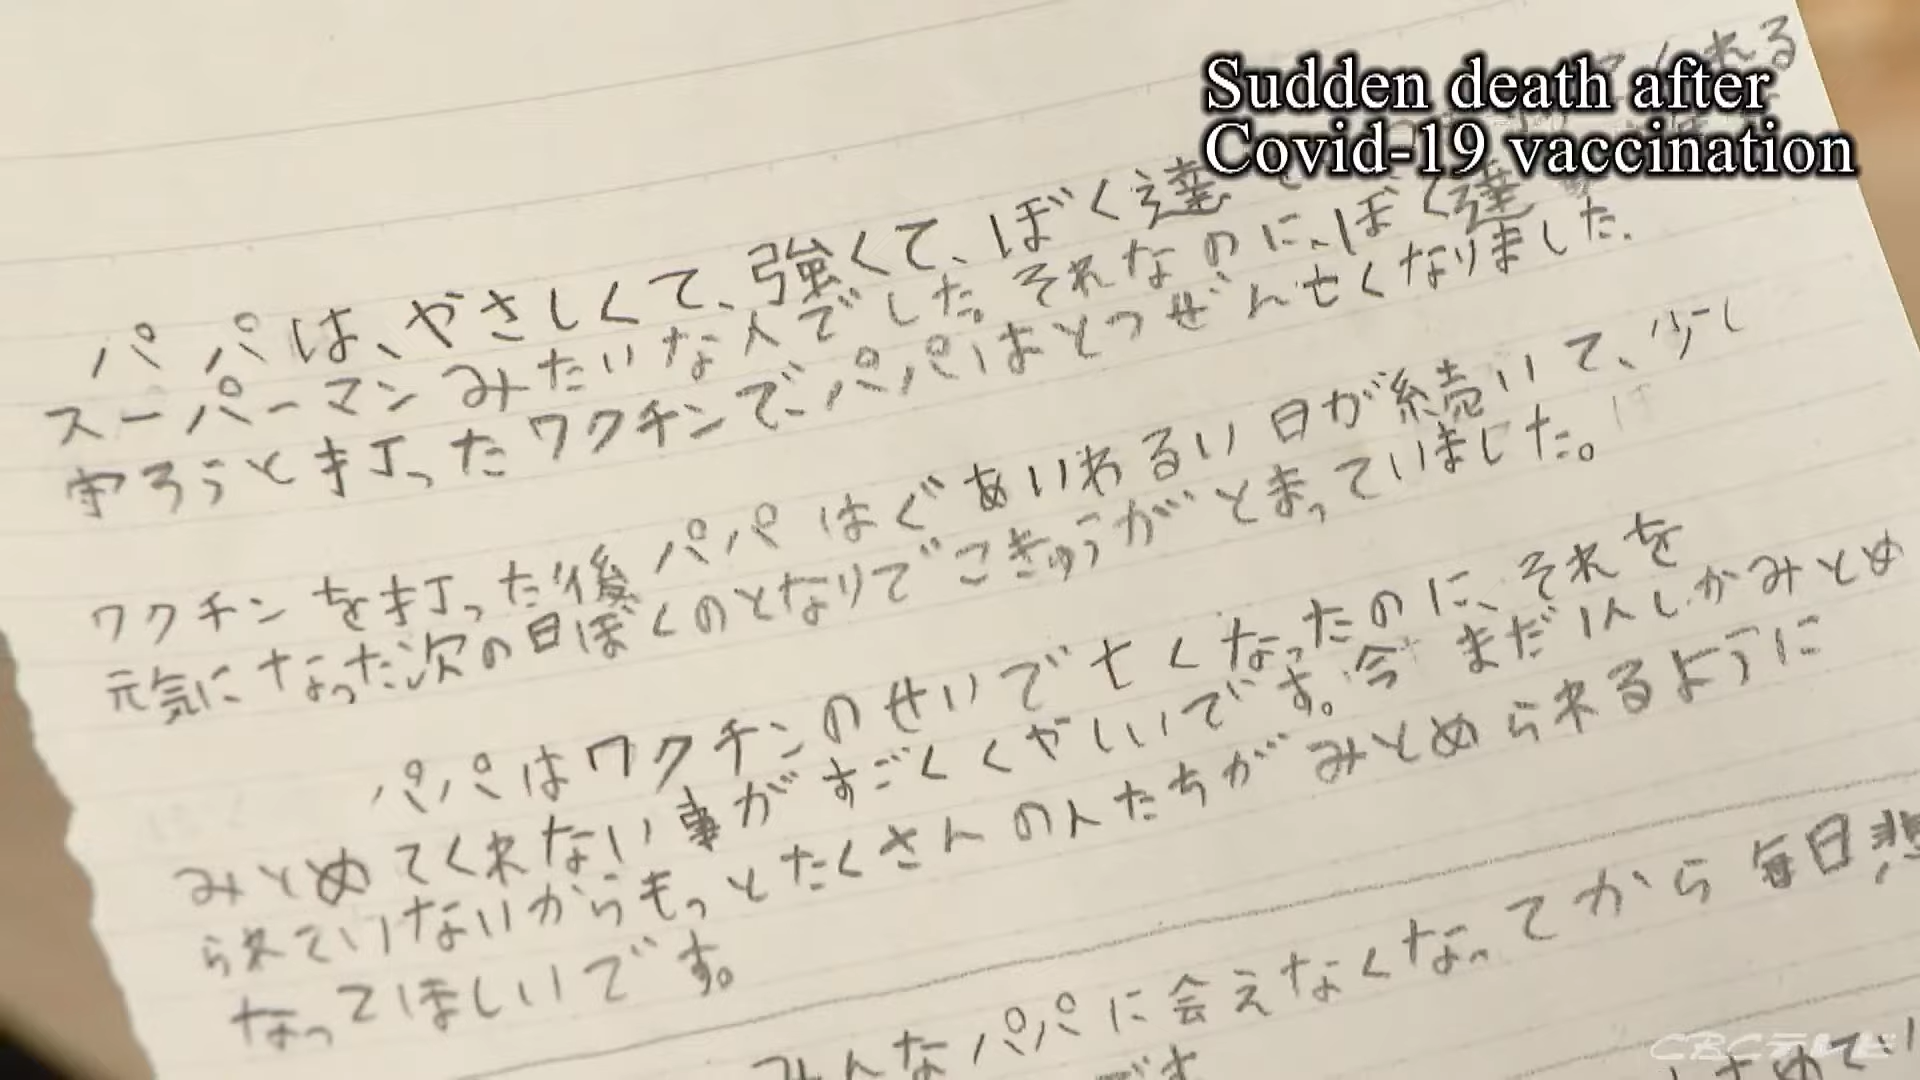 Sudden death after
Covid-19 vaccination
くれる
パパは、やさしくて、強くて、ぼく達
スーパーマンみたいな人でした。それなのに、ぼく達
守ろうと打ったワクチンで、パパはとつぜん亡くなりました.
ワクチンを打った後パパはぐあいわるい日が続いて、少し
元気になった次の日ぼくのとなりでこきゅうがとまっていました。
パパはワクチンのせいで亡くなったのに、それを
みとめてくれない事がすごくくやしいです。今まだ1人しかみとめ
られていないからもっとたくさんの人たちがみとめられるように
なってほしいです。
みんなパパに会えなくなってから毎日悲
です
CBCテレビ